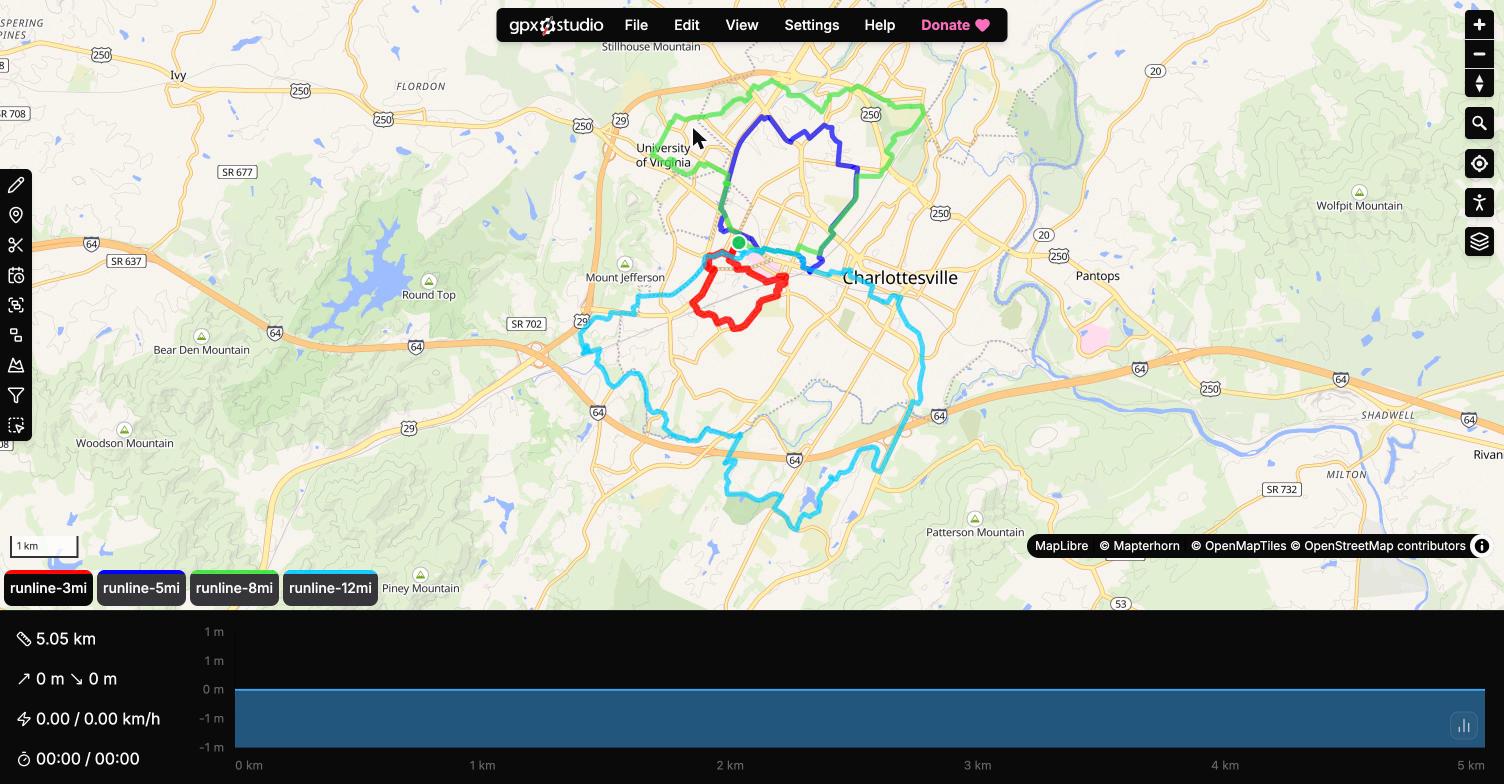 gpx studio File Edit View Settings Help Donate
Stillhouse Mountain
PINES
250
Ivy
FLORDON
250
250
250
29
250
20
SR 708
University
of Virginia
SR 677
Wolfpit Mountain
250
20
64
SR 637
250
Mount Jefferson
Charlottesville
Pantops
Round Top
29
SR 702
64
Bear Den Mountain
64
64
64
250
64
64
64
SHADWELL
64
29
Woodson Mountain
64
MILTON
SR 732
Patterson Mountain
1 km
MapLibre © Mapterhorn © OpenMapTiles © OpenStreetMap contributors
runline-3mi runline-5mi runline-8mi runline-12mi
Piney Mountain
53
5.05 km
0 m 0 m
0.00 / 0.00 km/h
00:00 / 00:00
1 m
1 m
0 m
-1 m
-1 m
0 km 1 km 2 km 3 km 4 km 5 km